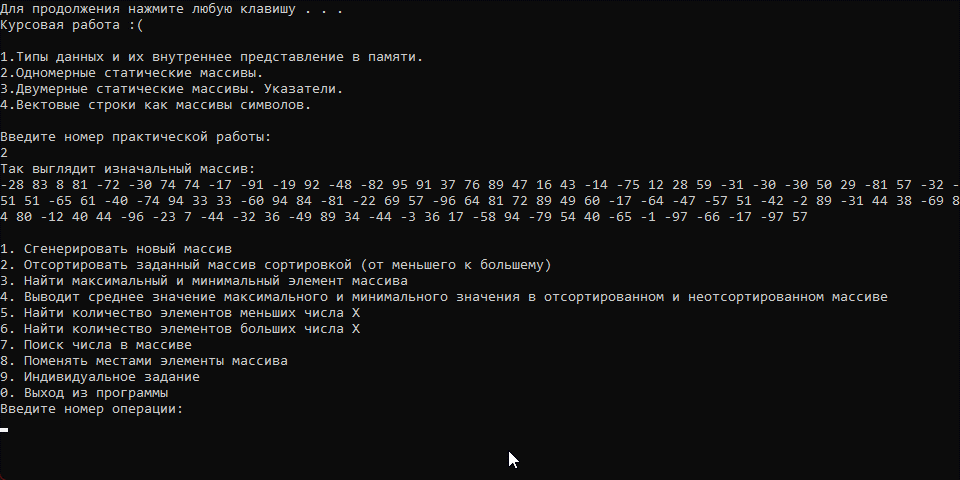 Для продолжения нажмите любую клавишу . . .
Курсовая работа :(
1.Типы данных и их внутреннее представление в памяти.
2.Одномерные статические массивы.
3.Двумерные статические массивы. Указатели.
4.Вектовые строки как массивы символов.
Введите номер практической работы:
2
Так выглядит изначальный массив:
-28 83 8 81 -72 -30 74 74 -17 -91 -19 92 -48 -82 95 91 37 76 89 47 16 43 -14 -75 12 28 59 -31 -30 -30 50 29 -81 57 -32 -
51 51 -65 61 -40 -74 94 33 33 -60 94 84 -81 -22 69 57 -96 64 81 72 89 49 60 -17 -64 -47 -57 51 -42 -2 89 -31 44 38 -69 8
4 80 -12 40 44 -96 -23 7 -44 -32 36 -49 89 34 -44 -3 36 17 -58 94 -79 54 40 -65 -1 -97 -66 -17 -97 57
1. Сгенерировать новый массив
2. Отсортировать заданный массив сортировкой (от меньшего к большему)
3. Найти максимальный и минимальный элемент массива
4. Выводит среднее значение максимального и минимального значения в отсортированном и неотсортированном массиве
5. Найти количество элементов меньших числа X
6. Найти количество элементов больших числа X
7. Поиск числа в массиве
8. Поменять местами элементы массива
9. Индивидуальное задание
0. Выход из программы
Введите номер операции: